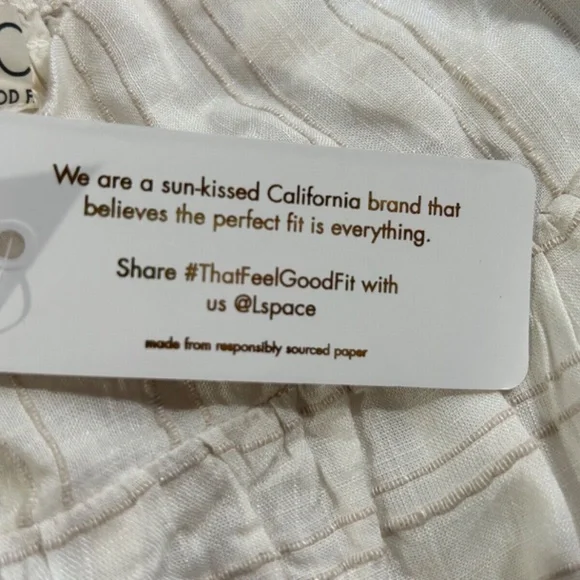 C
OD F
We are a sun-kissed California brand that
believes the perfect fit is everything.
Share #ThatFeelGoodFit with
us @Lspace
made from responsibly sourced paper